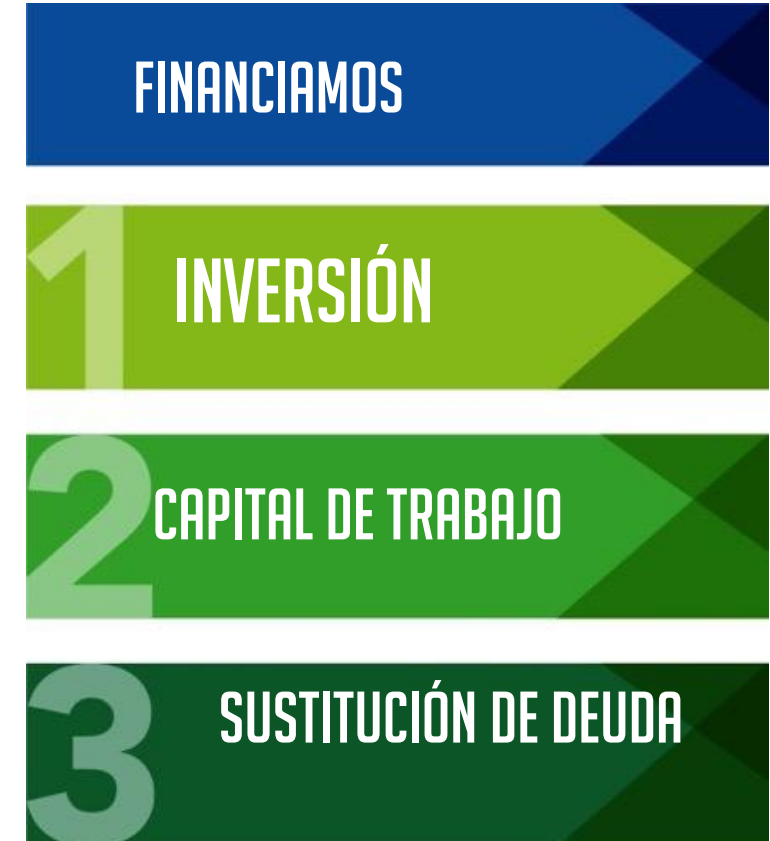 FINANCIAMOS
1
INVERSIÓN
2
CAPITAL DE TRABAJO
3
SUSTITUCIÓN DE DEUDA